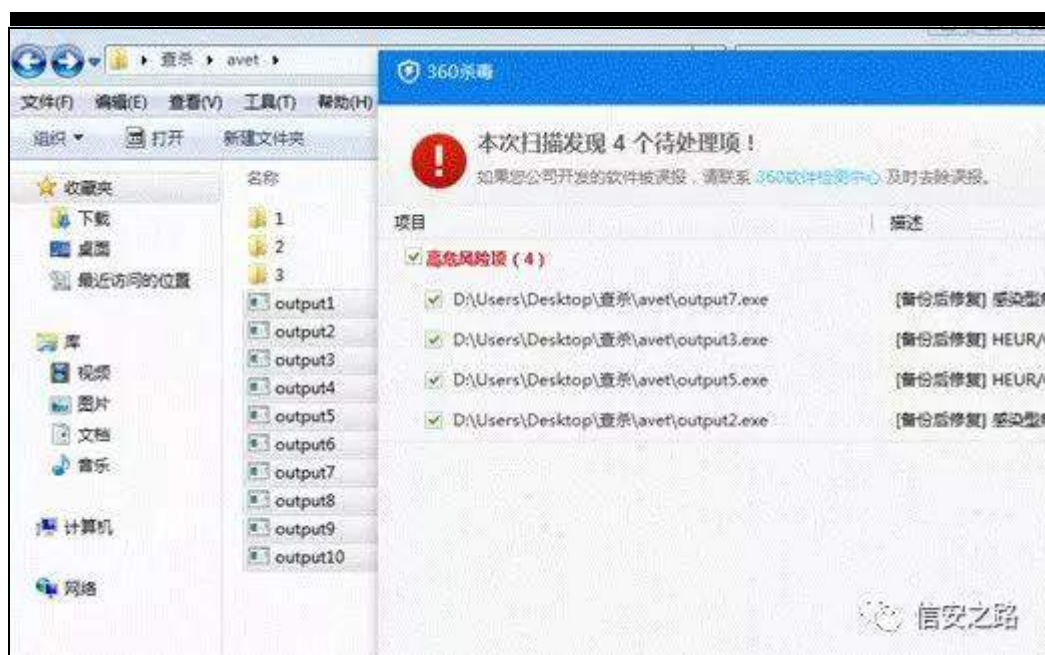 查杀 avet
360杀毒
文件(F) 编辑(E) 查看(V) 工具(T) 帮助(H)
组织 打开 新建文件夹
本次扫描发现 4 个待处理项！
如果您公司开发的软件被误报，请联系 360软件检测中心 及时去除误报。
收藏夹
下载
桌面
最近访问的位置
库
视频
图片
文档
音乐
计算机
网络
名称
1
2
3
output1
output2
output3
output4
output5
output6
output7
output8
output9
output10
项目 描述
高危风险项 ( 4 )
D:\Users\Desktop\查杀\avet\output7.exe [备份后修复] 感染型
D:\Users\Desktop\查杀\avet\output3.exe [备份后修复] HEUR/
D:\Users\Desktop\查杀\avet\output5.exe [备份后修复] HEUR/
D:\Users\Desktop\查杀\avet\output2.exe [备份后修复] 感染型
信安之路